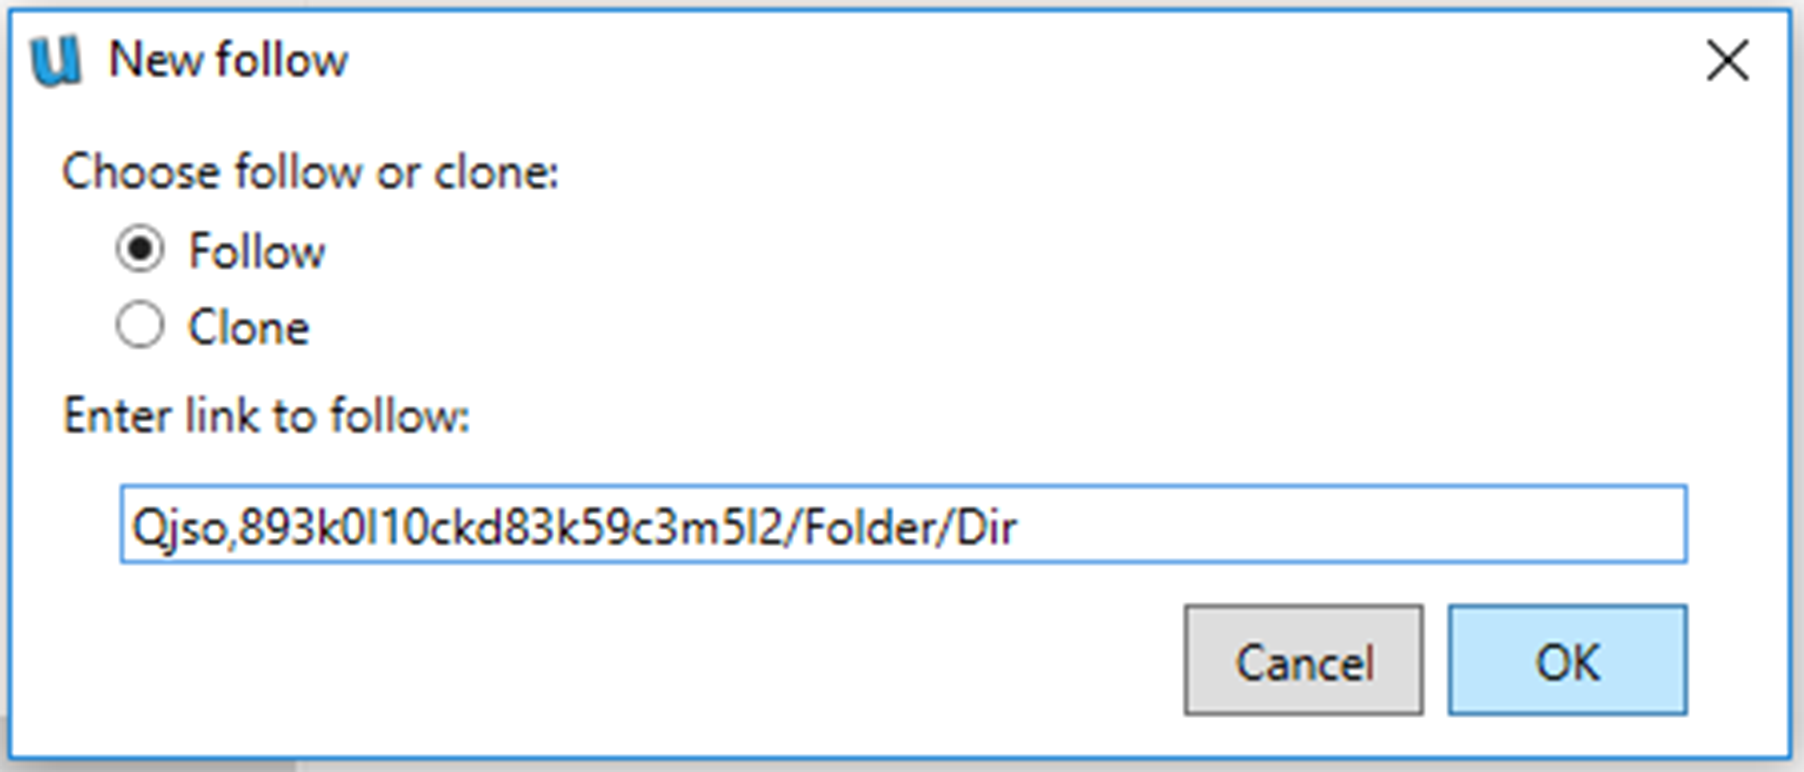 u New follow
Choose follow or clone:
Follow
Clone
Enter link to follow:
Qjso,893k0l10ckd83k59c3m5l2/Folder/Dir
Cancel OK